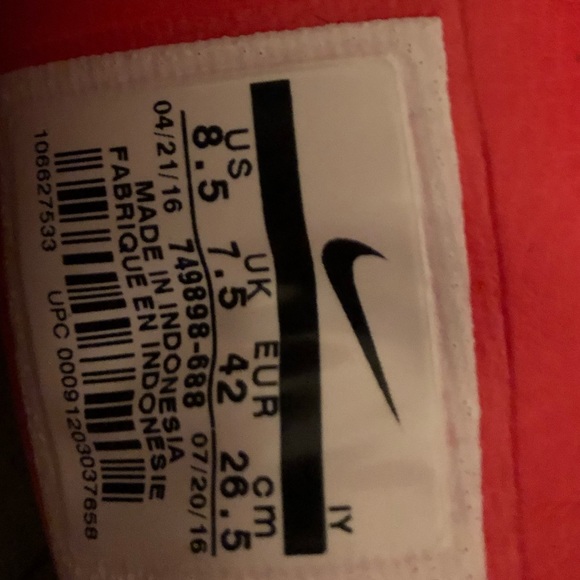 IY
US UK EUR cm
8.5 7.5 42 26.5
04/21/16 749898-688 07/20/16
MADE IN INDONESIA
FABRIQUE EN INDONESIE
106627533 UPC 00091203037658